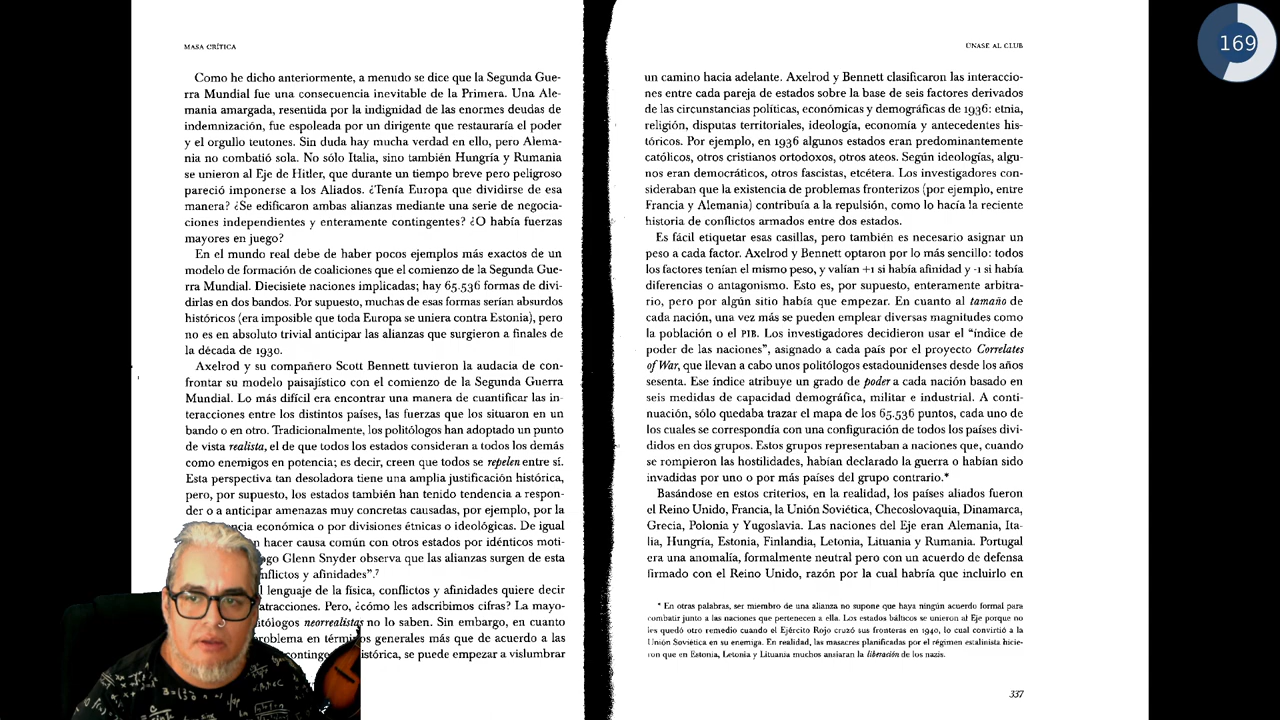 MASA CRÍTICA
Como he dicho anteriormente, a menudo se dice que la Segunda Gue-
rra Mundial fue una consecuencia inevitable de la Primera. Una Ale-
mania amargada, resentida por la indignidad de las enormes deudas de
indemnización, fue espoleada por un dirigente que restauraría el poder
y el orgullo teutones. Sin duda hay mucha verdad en ello, pero Alema-
nia no combatió sola. No sólo Italia, sino también Hungría y Rumania
se unieron al Eje de Hitler, que durante un tiempo breve pero peligroso
pareció imponerse a los Aliados. ¿Tenía Europa que dividirse de esa
manera? ¿Se edificaron ambas alianzas mediante una serie de negocia-
ciones independientes y enteramente contingentes? ¿O había fuerzas
mayores en juego?
En el mundo real debe de haber pocos ejemplos más exactos de un
modelo de formación de coaliciones que el comienzo de la Segunda Gue-
rra Mundial. Diecisiete naciones implicadas; hay 65.536 formas de divi-
dirlas en dos bandos. Por supuesto, muchas de esas formas serían absurdos
históricos (era imposible que toda Europa se uniera contra Estonia), pero
no es en absoluto trivial anticipar las alianzas que surgieron a finales de
la década de 1930.
Axelrod y su compañero Scott Bennett tuvieron la audacia de con-
frontar su modelo paisajístico con el comienzo de la Segunda Guerra
Mundial. Lo más difícil era encontrar una manera de cuantificar las in-
teracciones entre los distintos países, las fuerzas que los situaron en un
bando o en otro. Tradicionalmente, los politólogos han adoptado un punto
de vista realista, el de que todos los estados consideran a todos los demás
como enemigos en potencia; es decir, creen que todos se repelen entre sí.
Esta perspectiva tan desoladora tiene una amplia justificación histórica,
pero, por supuesto, los estados también han tenido tendencia a respon-
der o a anticipar amenazas muy concretas causadas, por ejemplo, por la
encia económica o por divisiones étnicas o ideológicas. De igual
n hacer causa común con otros estados por idénticos moti-
ogo Glenn Snyder observa que las alianzas surgen de esta
nflictos y afinidades".7
l lenguaje de la física, conflictos y afinidades quiere decir
atracciones. Pero, ¿cómo les adscribimos cifras? La mayo-
itólogos neorrealistas no lo saben. Sin embargo, en cuanto
roblema en términos generales más que de acuerdo a las
contingen istórica, se puede empezar a vislumbrar
UNASE AL CLUB
un camino hacia adelante. Axelrod y Bennett clasificaron las interaccio-
nes entre cada pareja de estados sobre la base de seis factores derivados
de las circunstancias políticas, económicas y demográficas de 1936: etnia,
religión, disputas territoriales, ideología, economía y antecedentes his-
tóricos. Por ejemplo, en 1936 algunos estados eran predominantemente
católicos, otros cristianos ortodoxos, otros ateos. Según ideologías, algu-
nos eran democráticos, otros fascistas, etcétera. Los investigadores con-
sideraban que la existencia de problemas fronterizos (por ejemplo, entre
Francia y Alemania) contribuía a la repulsión, como lo hacía la reciente
historia de conflictos armados entre dos estados.
Es fácil etiquetar esas casillas, pero también es necesario asignar un
peso a cada factor. Axelrod y Bennett optaron por lo más sencillo: todos
los factores tenían el mismo peso, y valían +1 si había afinidad y -1 si había
diferencias o antagonismo. Esto es, por supuesto, enteramente arbitra-
rio, pero por algún sitio había que empezar. En cuanto al tamaño de
cada nación, una vez más se pueden emplear diversas magnitudes como
la población o el PIB. Los investigadores decidieron usar el "índice de
poder de las naciones", asignado a cada país por el proyecto Correlates
of War, que llevan a cabo unos politólogos estadounidenses desde los años
sesenta. Ese índice atribuye un grado de poder a cada nación basado en
seis medidas de capacidad demográfica, militar e industrial. A conti-
nuación, sólo quedaba trazar el mapa de los 65.536 puntos, cada uno de
los cuales se correspondía con una configuración de todos los países divi-
didos en dos grupos. Estos grupos representaban a naciones que, cuando
se rompieron las hostilidades, habían declarado la guerra o habían sido
invadidas por uno o por más países del grupo contrario.*
Basándose en estos criterios, en la realidad, los países aliados fueron
el Reino Unido, Francia, la Unión Soviética, Checoslovaquia, Dinamarca,
Grecia, Polonia y Yugoslavia. Las naciones del Eje eran Alemania, Ita-
lia, Hungría, Estonia, Finlandia, Letonia, Lituania y Rumania. Portugal
era una anomalía, formalmente neutral pero con un acuerdo de defensa
firmado con el Reino Unido, razón por la cual habría que incluirlo en
* En otras palabras, ser miembro de una alianza no supone que haya ningún acuerdo formal para
combatir junto a las naciones que pertenecen a ella. Los estados bálticos se unieron al Eje porque no
les quedó otro remedio cuando el Ejército Rojo cruzó sus fronteras en 1940, lo cual convirtió a la
Unión Soviética en su enemiga. En realidad, las masacres planificadas por el régimen estalinista hicie-
ron que en Estonia, Letonia y Lituania muchos ansiaran la liberación de los nazis.
337
169